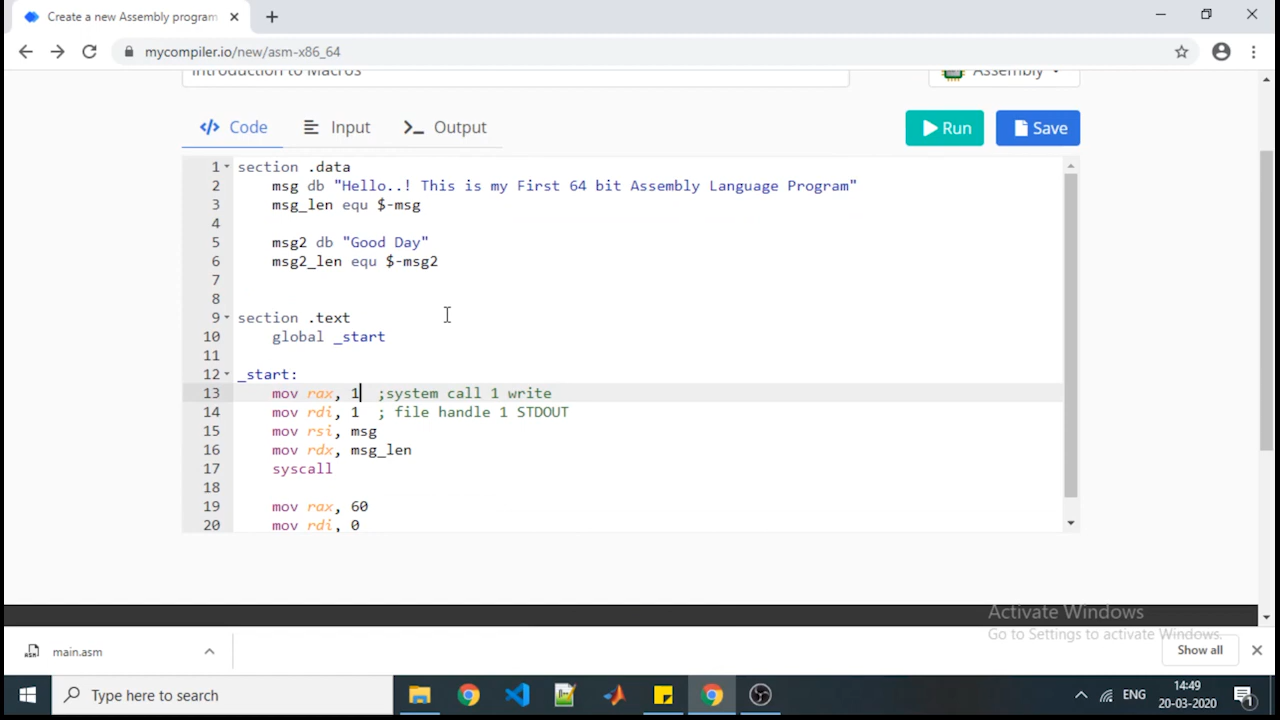 Create a new Assembly program
mycompiler.io/new/asm-x86_64
Introduction to Macros
Assembly
Code
Input
Output
Run
Save
1 section .data
2 msg db "Hello..! This is my First 64 bit Assembly Language Program"
3 msg_len equ $-msg
4
5 msg2 db "Good Day"
6 msg2_len equ $-msg2
7
8
9 section .text
10 global _start
11
12 _start:
13 mov rax, 1 ;system call 1 write
14 mov rdi, 1 ; file handle 1 STDOUT
15 mov rsi, msg
16 mov rdx, msg_len
17 syscall
18
19 mov rax, 60
20 mov rdi, 0
Activate Windows
Go to Settings to activate Windows.
main.asm
Show all
Type here to search
ENG
14:49
20-03-2020
1